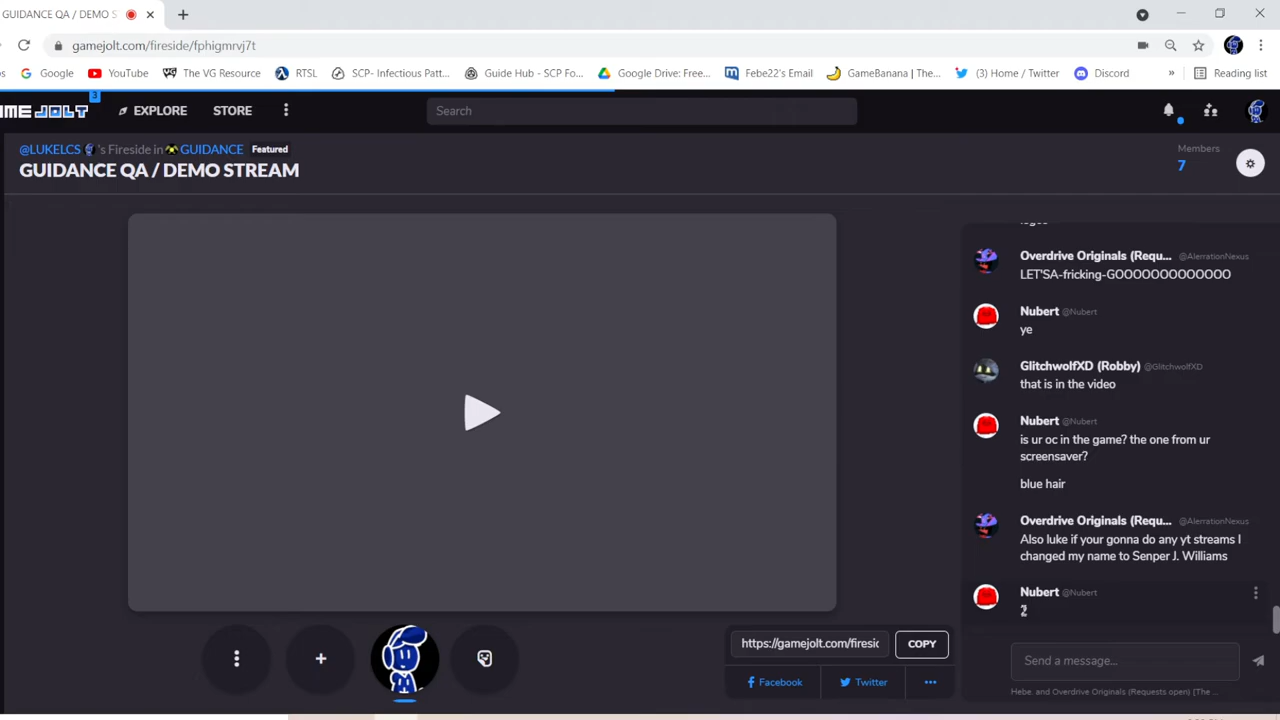 GUIDANCE QA / DEMO S
gamejolt.com/fireside/fphigmrvj7t
Google
YouTube
The VG Resource
RTSL
SCP- Infectious Patt...
Guide Hub - SCP Fo...
Google Drive: Free...
Febe22's Email
GameBanana | The...
(3) Home / Twitter
Discord
»
Reading list
3
ME JOLT
EXPLORE
STORE
Search
@LUKELCS 's Fireside in GUIDANCE Featured
GUIDANCE QA / DEMO STREAM
Members
7
Overdrive Originals (Requ... @AlerrationNexus
LET'SA-fricking-GOOOOOOOOOOOOO
Nubert @Nubert
ye
GlitchwolfXD (Robby) @GlitchwolfXD
that is in the video
Nubert @Nubert
is ur oc in the game? the one from ur
screensaver?
blue hair
Overdrive Originals (Requ... @AlerrationNexus
Also luke if your gonna do any yt streams I
changed my name to Senper J. Williams
Nubert @Nubert
https://gamejolt.com/firesic
COPY
Facebook
Twitter
Send a message...
Hebe. and Overdrive Originals (Requests open) [The ...